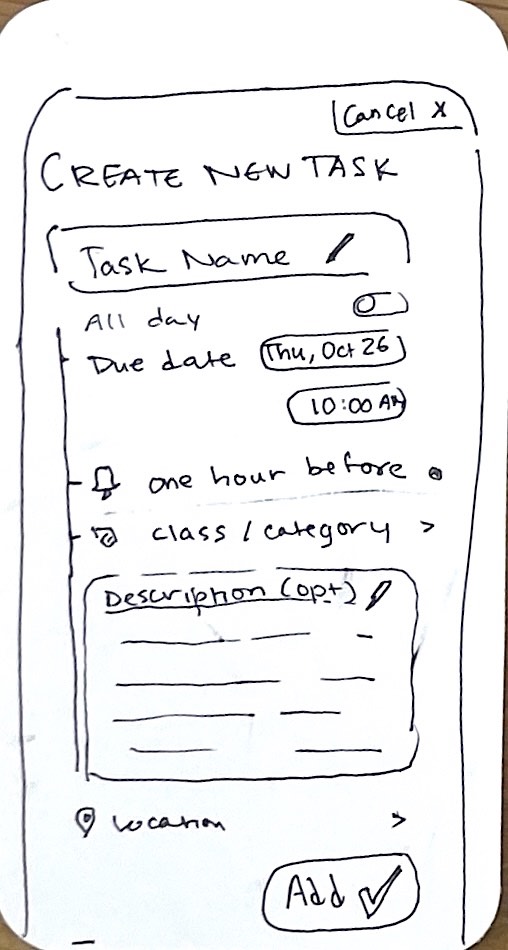 Cancel X
CREATE NEW TASK
Task Name
All day
Due date Thu, Oct 26
10:00 AM
one hour before
class / category >
Description (opt)
location >
Add ✓